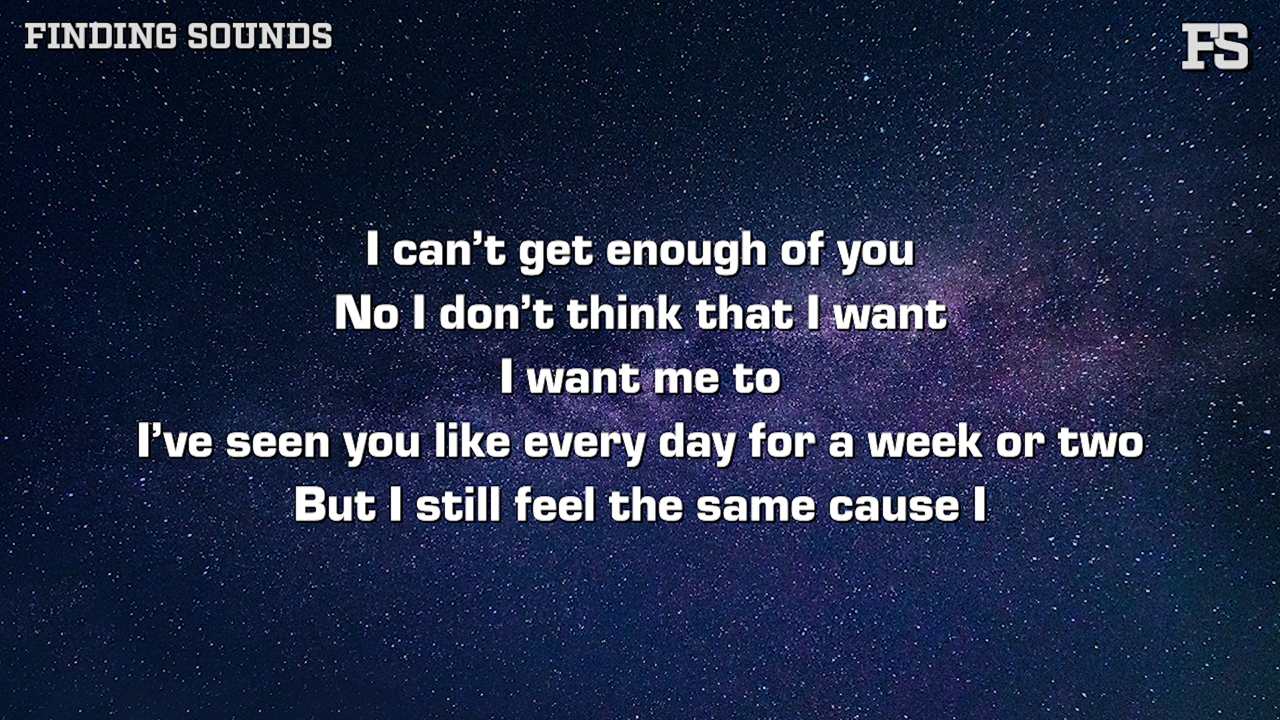 FINDING SOUNDS
FS
I can’t get enough of you
No I don’t think that I want
I want me to
I’ve seen you like every day for a week or two
But I still feel the same cause I